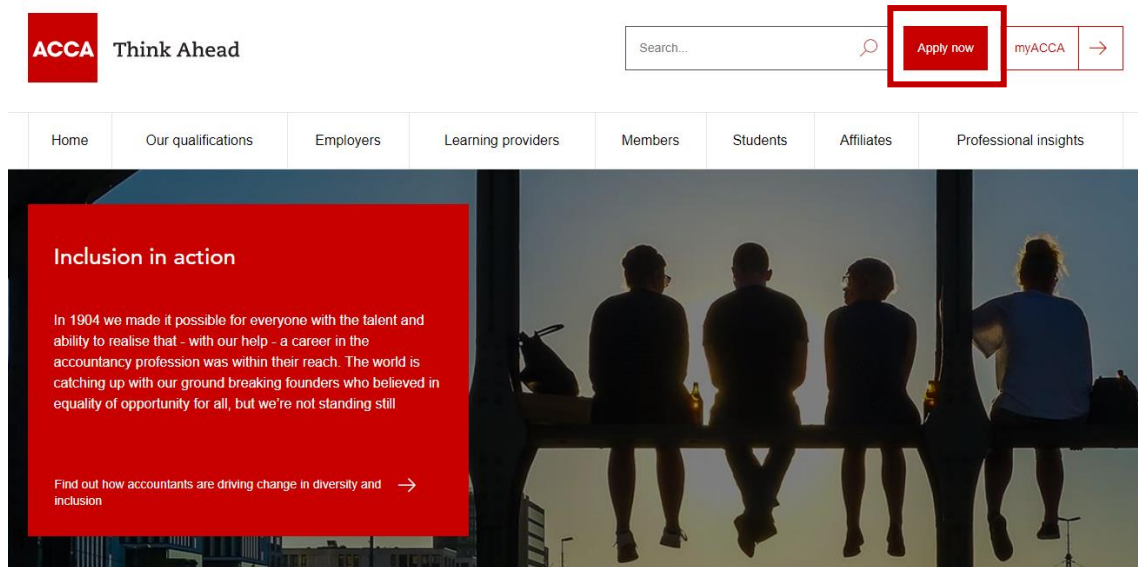 ACCA
Think Ahead
Search...
Apply now
myACCA
Home
Our qualifications
Employers
Learning providers
Members
Students
Affiliates
Professional insights
Inclusion in action
In 1904 we made it possible for everyone with the talent and
ability to realise that - with our help - a career in the
accountancy profession was within their reach. The world is
catching up with our ground breaking founders who believed in
equality of opportunity for all, but we're not standing still
Find out how accountants are driving change in diversity and
inclusion